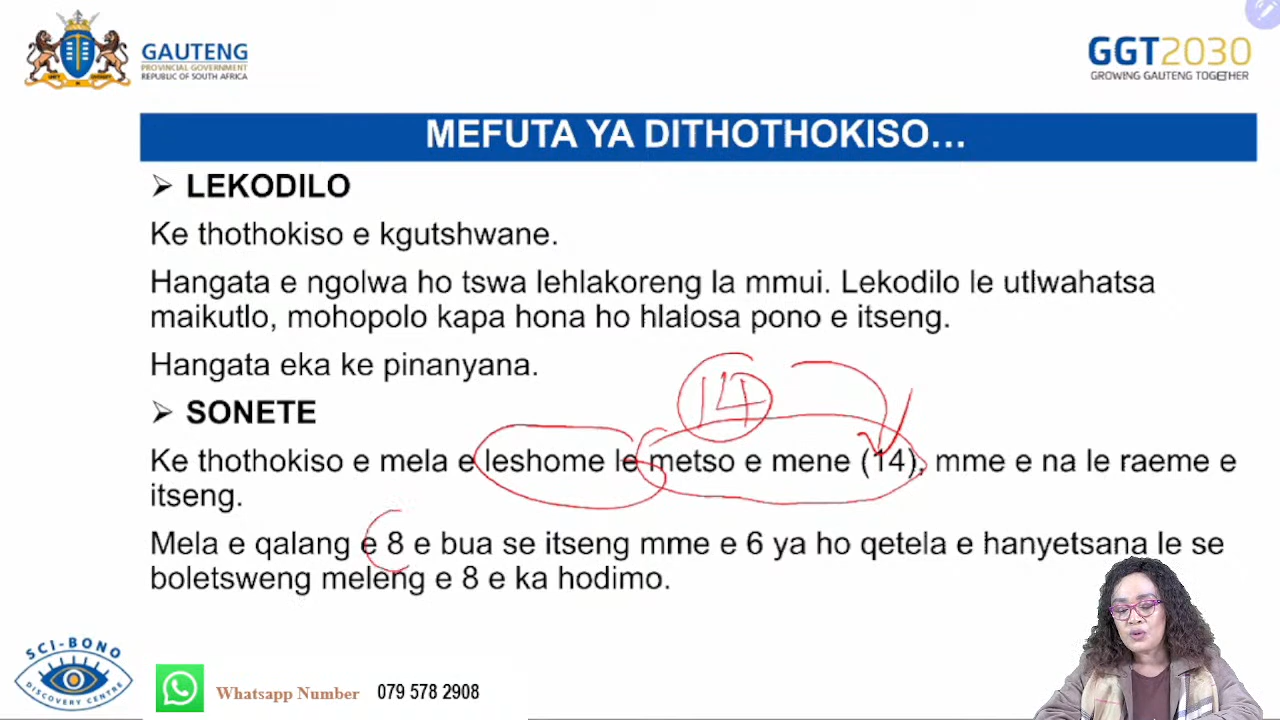 GAUTENG
PROVINCIAL GOVERNMENT
REPUBLIC OF SOUTH AFRICA
GGT2030
GROWING GAUTENG TOGETHER
MEFUTA YA DITHOTHOKISO…
➢ LEKODILO
Ke thothokiso e kgutshwane.
Hangata e ngolwa ho tswa lehlakoreng la mmui. Lekodilo le utlwahatsa
maikutlo, mohopolo kapa hona ho hlalosa pono e itseng.
Hangata eka ke pinanyana.
14
➢ SONETE
Ke thothokiso e mela e leshome le metso e mene (14), mme e na le raeme e
itseng.
Mela e qalang e 8 e bua se itseng mme e 6 ya ho qetela e hanyetsana le se
boletsweng meleng e 8 e ka hodimo.
SCI-BONO
DISCOVERY CENTRE
Whatsapp Number 079 578 2908